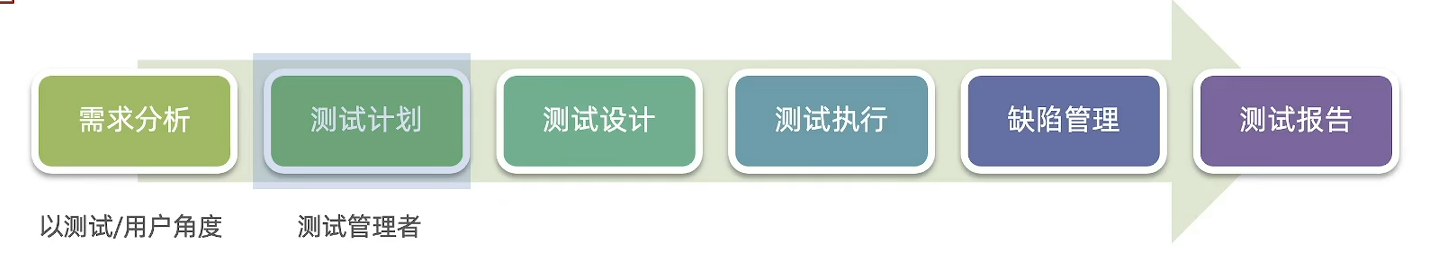 需求分析
测试计划
测试设计
测试执行
缺陷管理
测试报告
以测试/用户角度
测试管理者